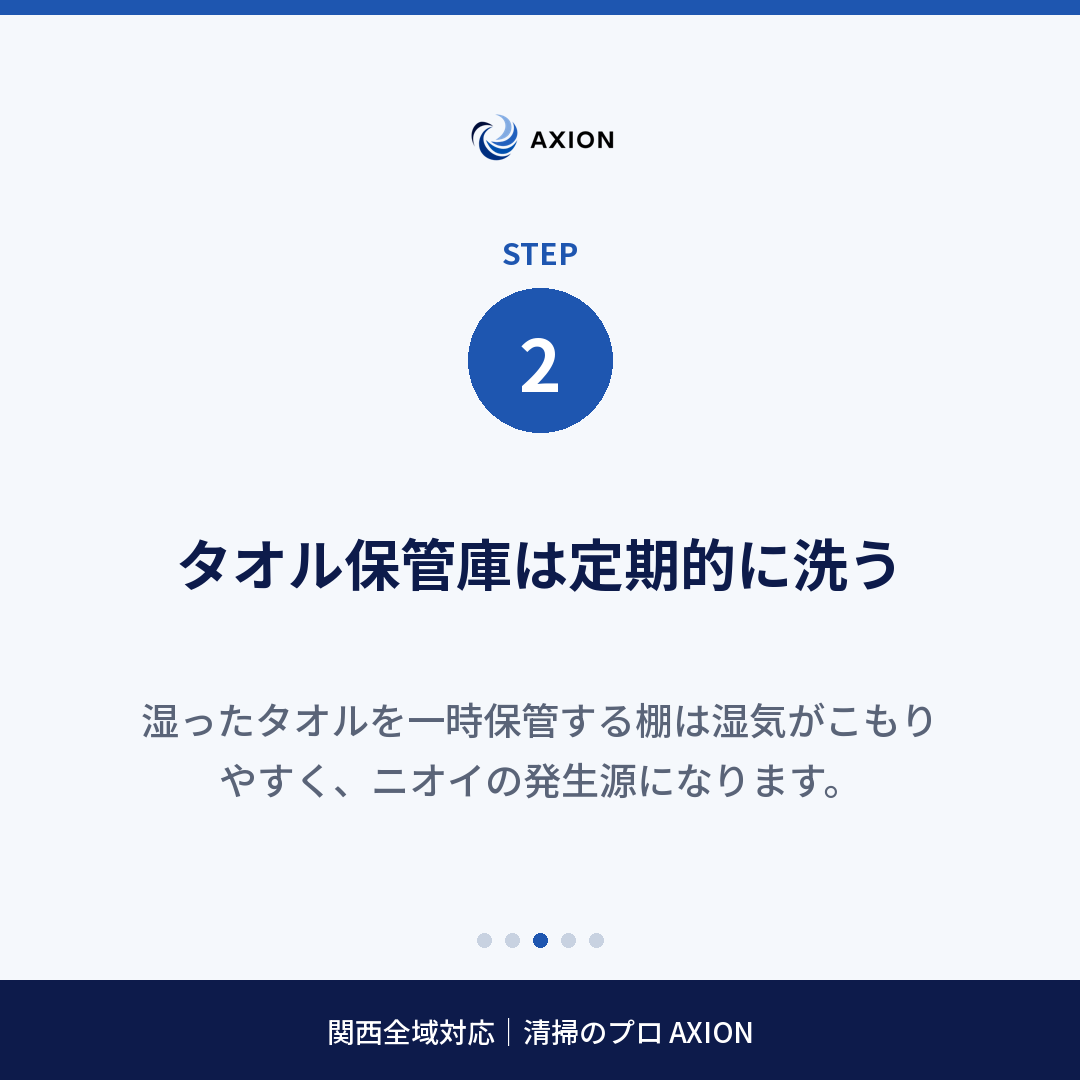 AXION
STEP
2
タオル保管庫は定期的に洗う
湿ったタオルを一時保管する棚は湿気がこもり
やすく、ニオイの発生源になります。
関西全域対応｜清掃のプロ AXION